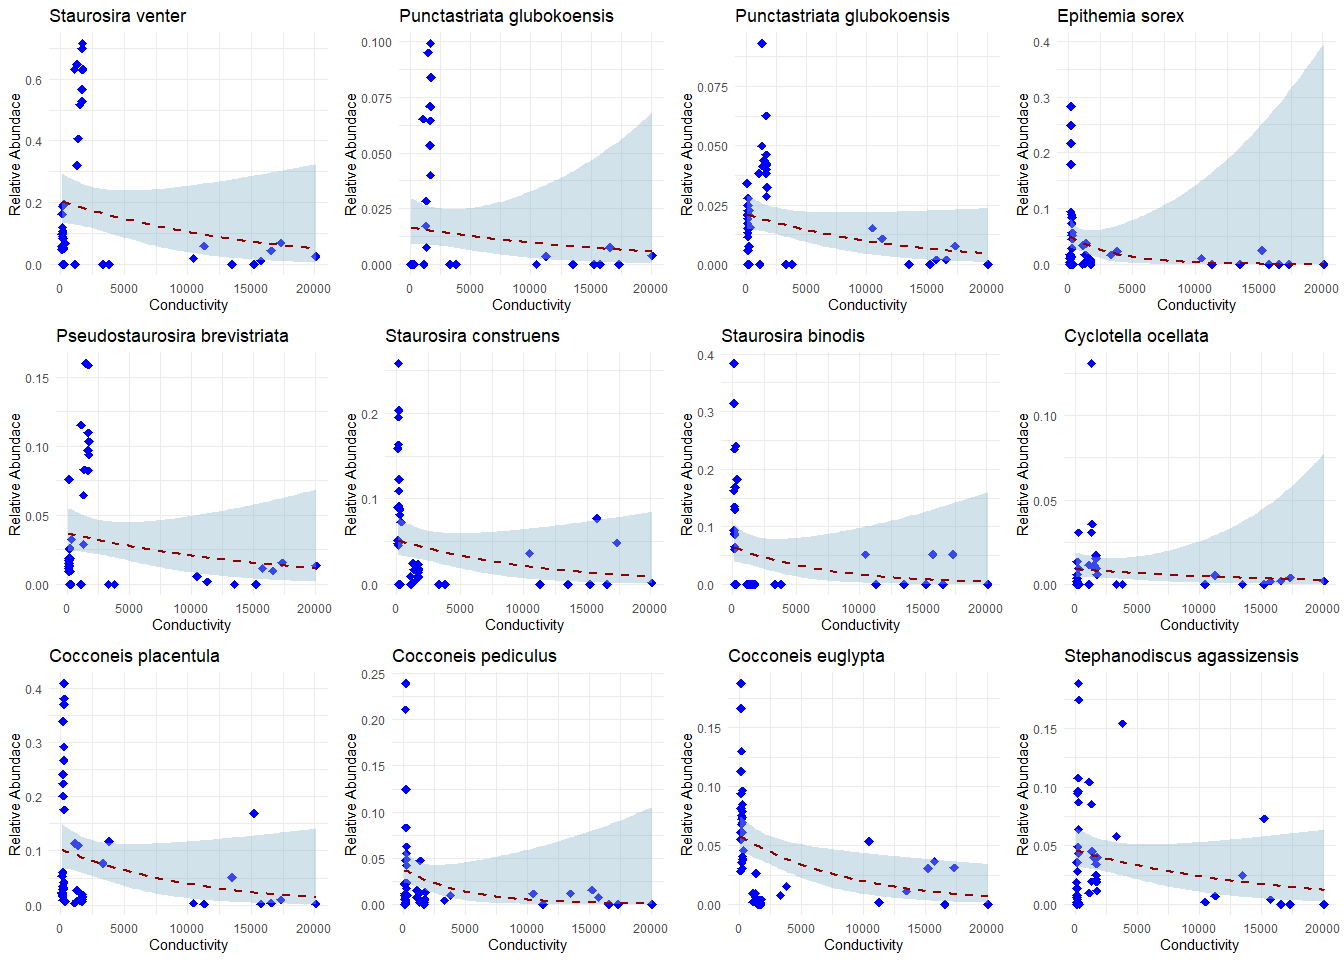 Staurosira venter
Relative Abundace
0.6
0.4
0.2
0.0
0 5000 10000 15000 20000
Conductivity
Punctastriata glubokoensis
Relative Abundace
0.100
0.075
0.050
0.025
0.000
0 5000 10000 15000 20000
Conductivity
Punctastriata glubokoensis
Relative Abundace
0.075
0.050
0.025
0.000
0 5000 10000 15000 20000
Conductivity
Epithemia sorex
Relative Abundace
0.4
0.3
0.2
0.1
0.0
0 5000 10000 15000 20000
Conductivity
Pseudostaurosira brevistriata
Relative Abundace
0.15
0.10
0.05
0.00
0 5000 10000 15000 20000
Conductivity
Staurosira construens
Relative Abundace
0.2
0.1
0.0
0 5000 10000 15000 20000
Conductivity
Staurosira binodis
Relative Abundace
0.4
0.3
0.2
0.1
0.0
0 5000 10000 15000 20000
Conductivity
Cyclotella ocellata
Relative Abundace
0.10
0.05
0.00
0 5000 10000 15000 20000
Conductivity
Cocconeis placentula
Relative Abundace
0.4
0.3
0.2
0.1
0.0
0 5000 10000 15000 20000
Conductivity
Cocconeis pediculus
Relative Abundace
0.25
0.20
0.15
0.10
0.05
0.00
0 5000 10000 15000 20000
Conductivity
Cocconeis euglypta
Relative Abundace
0.15
0.10
0.05
0.00
0 5000 10000 15000 20000
Conductivity
Stephanodiscus agassizensis
Relative Abundace
0.15
0.10
0.05
0.00
0 5000 10000 15000 20000
Conductivity